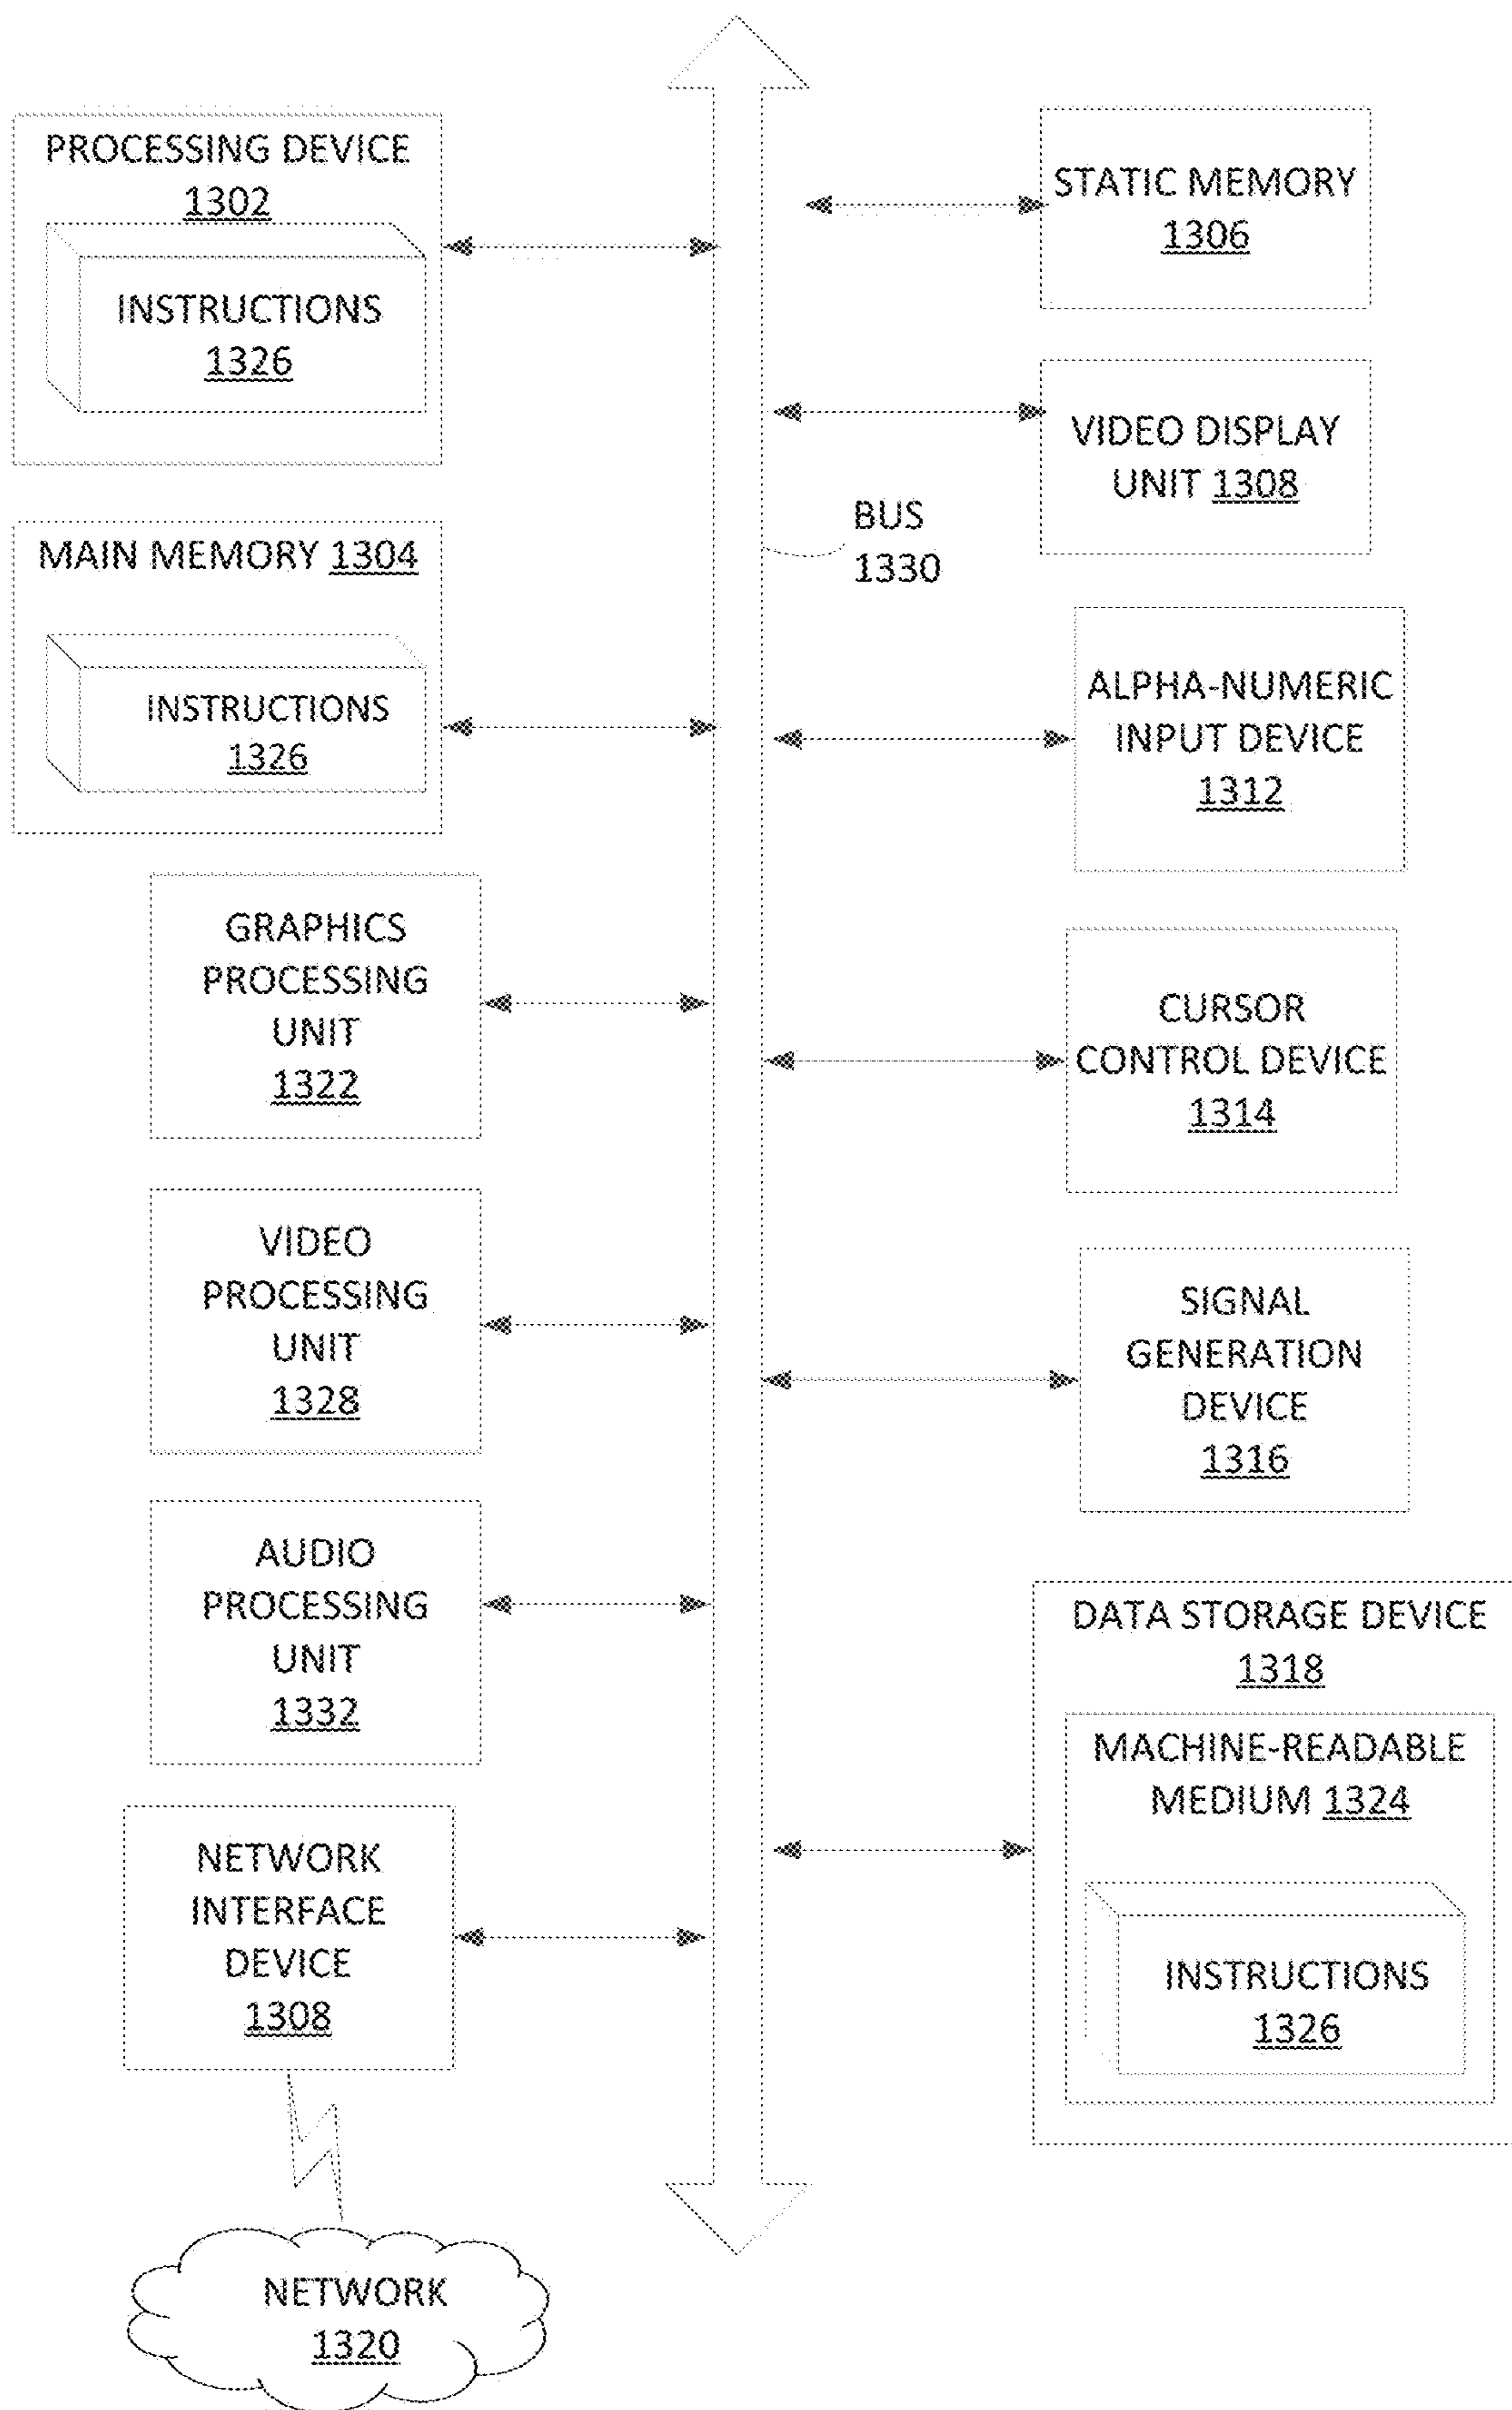 PROCESSING DEVICE
1302
INSTRUCTIONS
1326
MAIN MEMORY 1304
INSTRUCTIONS
1326
GRAPHICS
PROCESSING
UNIT
1322
VIDEO
PROCESSING
UNIT
1328
AUDIO
PROCESSING
UNIT
1332
NETWORK
INTERFACE
DEVICE
1308
NETWORK
1320
BUS
1330
STATIC MEMORY
1306
VIDEO DISPLAY
UNIT 1308
ALPHA-NUMERIC
INPUT DEVICE
1312
CURSOR
CONTROL DEVICE
1314
SIGNAL
GENERATION
DEVICE
1316
DATA STORAGE DEVICE
1318
MACHINE-READABLE
MEDIUM 1324
INSTRUCTIONS
1326